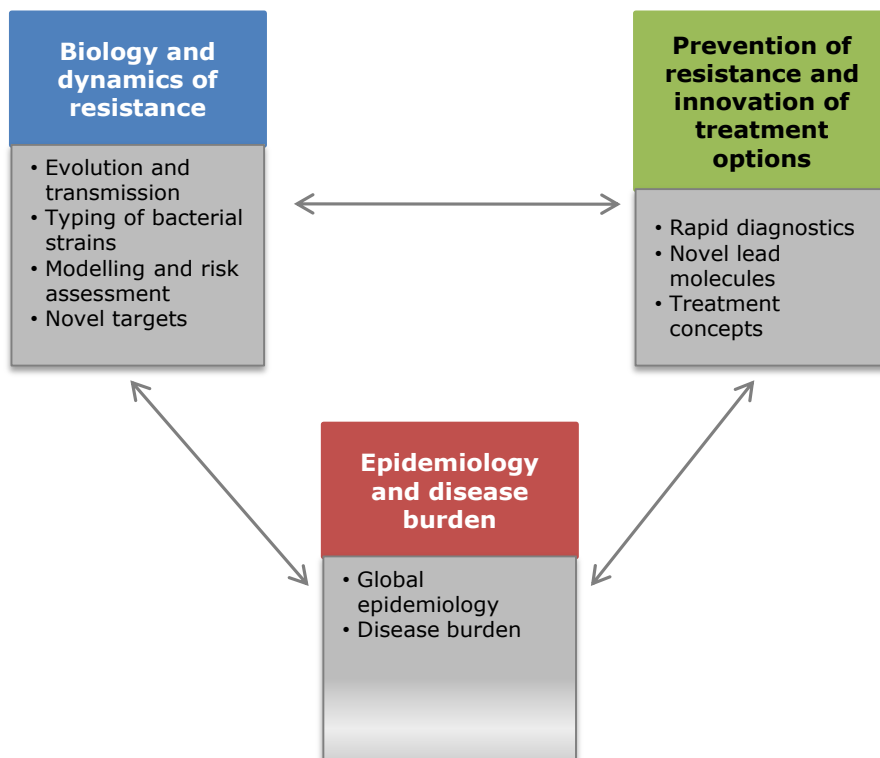 Biology and
dynamics of
resistance
• Evolution and
transmission
• Typing of bacterial
strains
• Modelling and risk
assessment
• Novel targets
Prevention of
resistance and
innovation of
treatment
options
• Rapid diagnostics
• Novel lead
molecules
• Treatment
concepts
Epidemiology
and disease
burden
• Global
epidemiology
• Disease burden